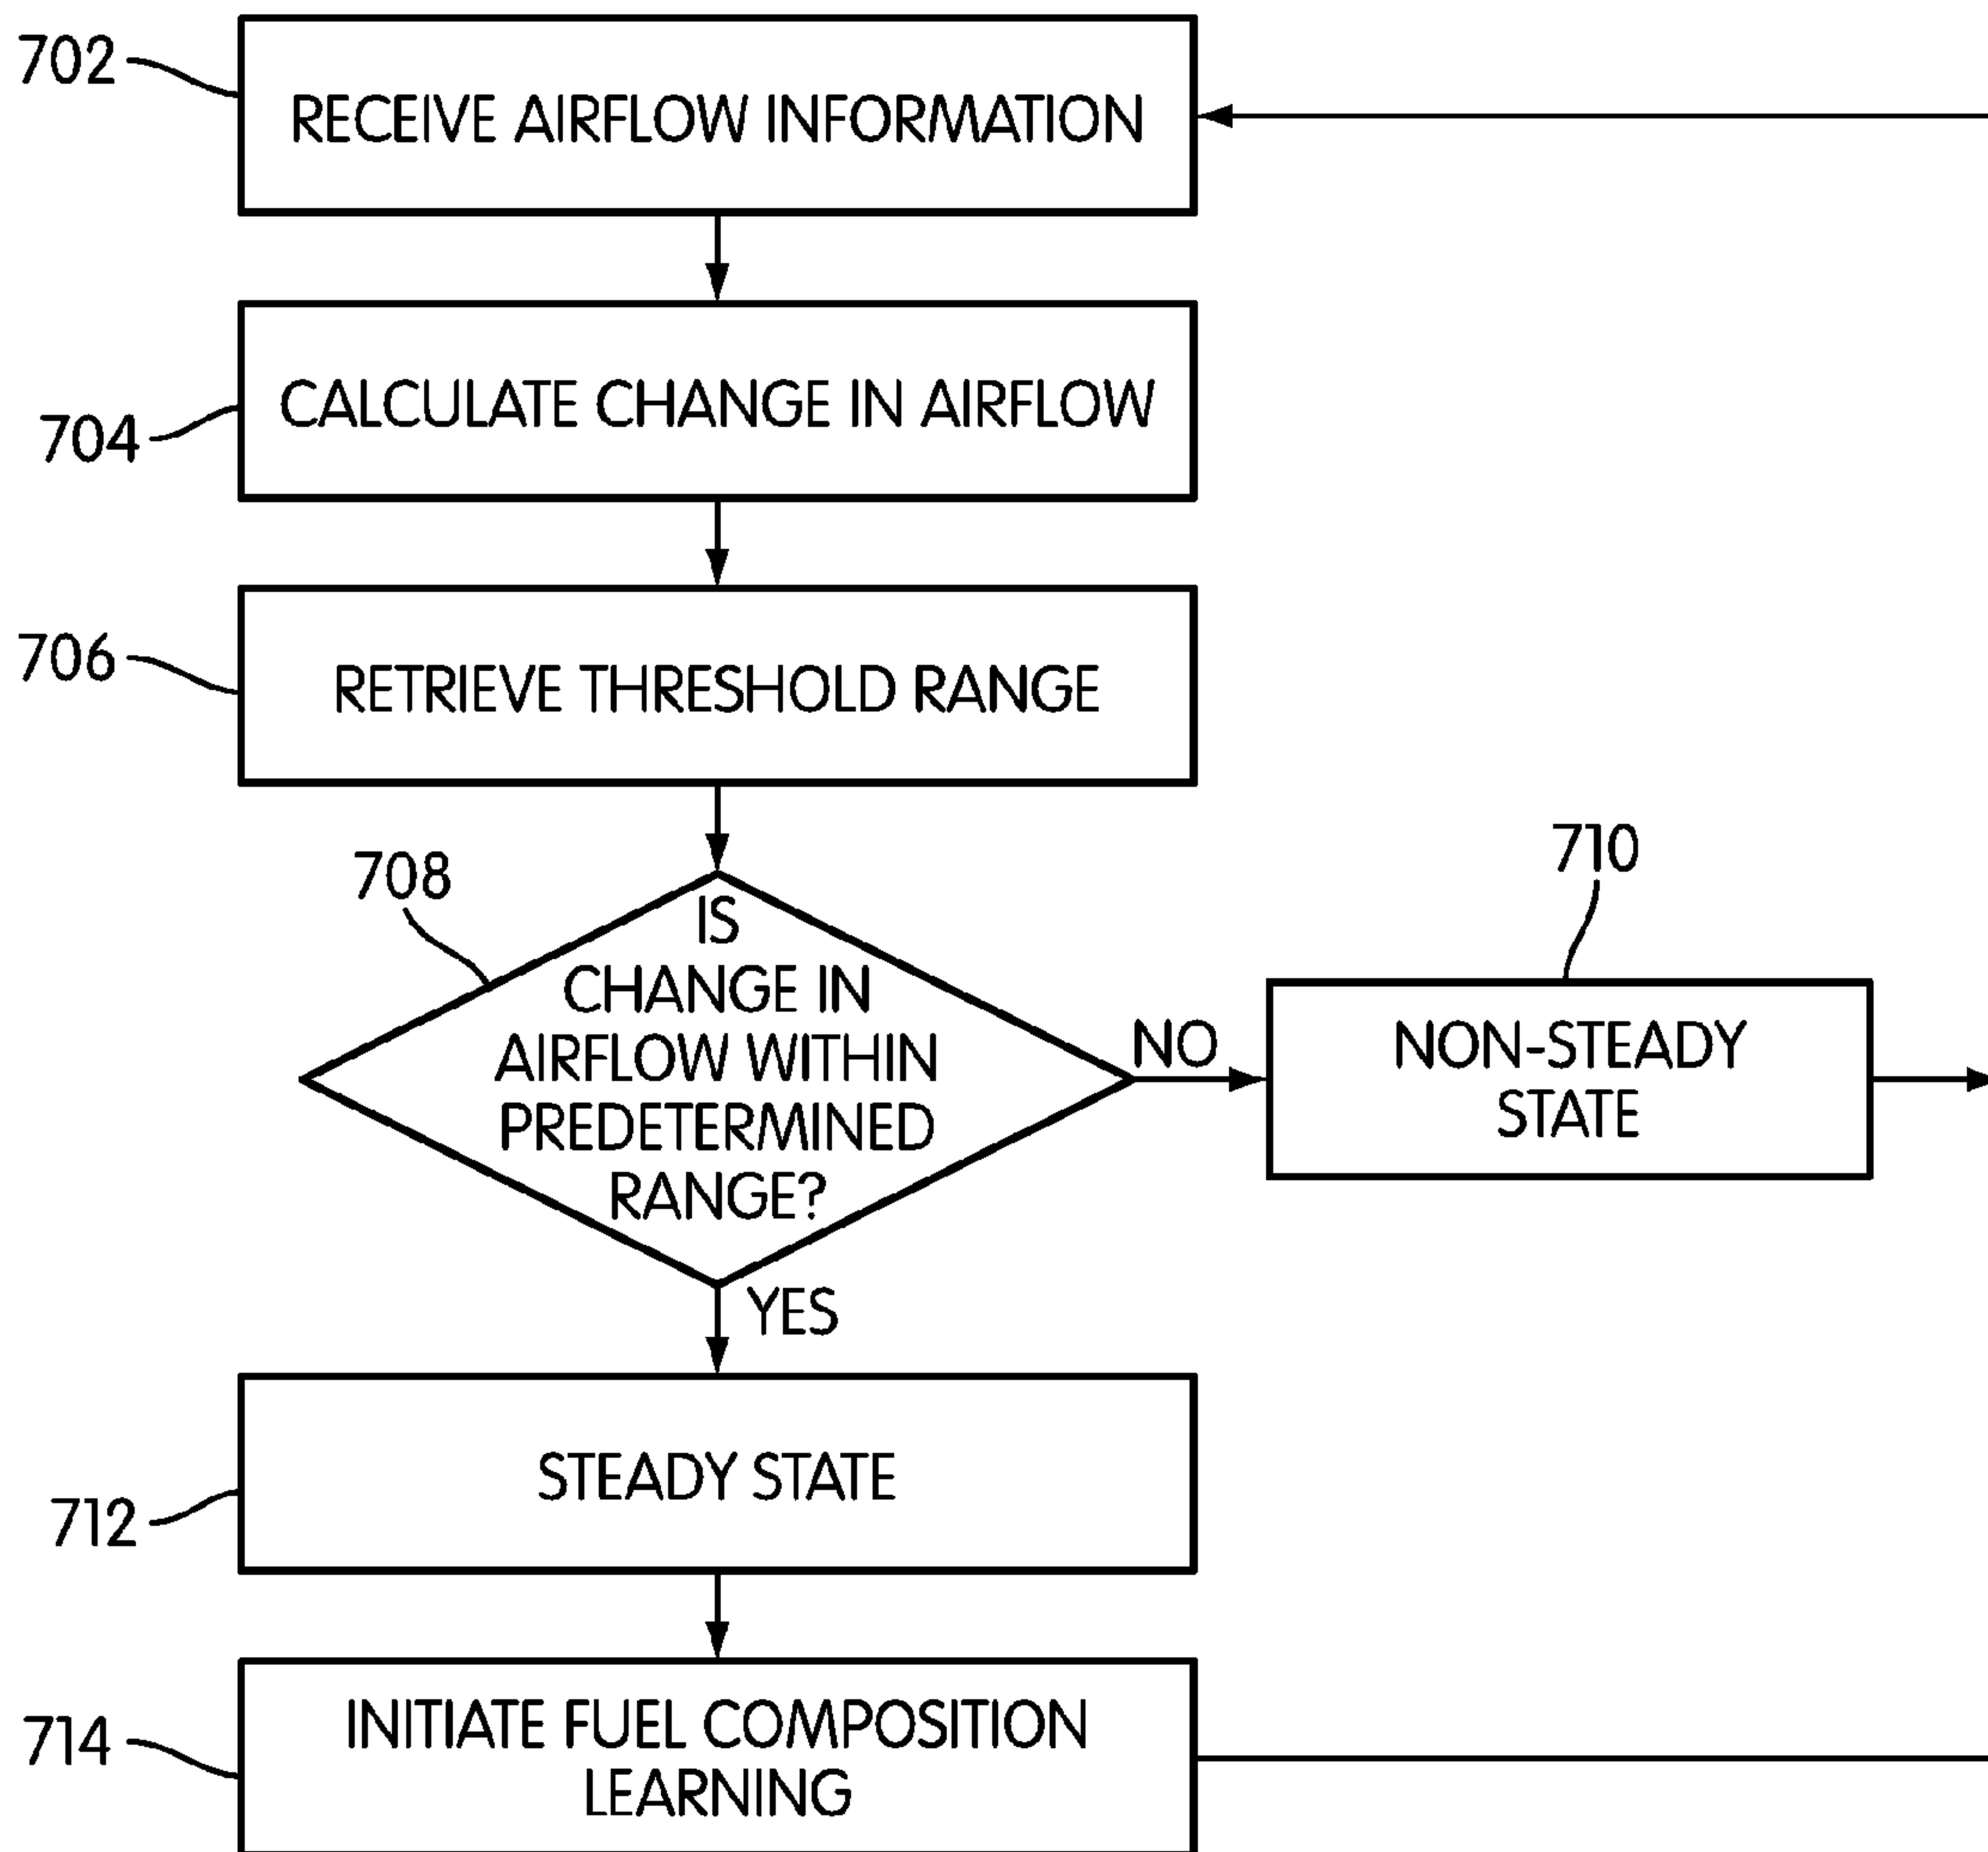 702
RECEIVE AIRFLOW INFORMATION
704
CALCULATE CHANGE IN AIRFLOW
706
RETRIEVE THRESHOLD RANGE
708
IS
CHANGE IN
AIRFLOW WITHIN
PREDETERMINED
RANGE?
NO
710
NON-STEADY
STATE
YES
712
STEADY STATE
714
INITIATE FUEL COMPOSITION
LEARNING